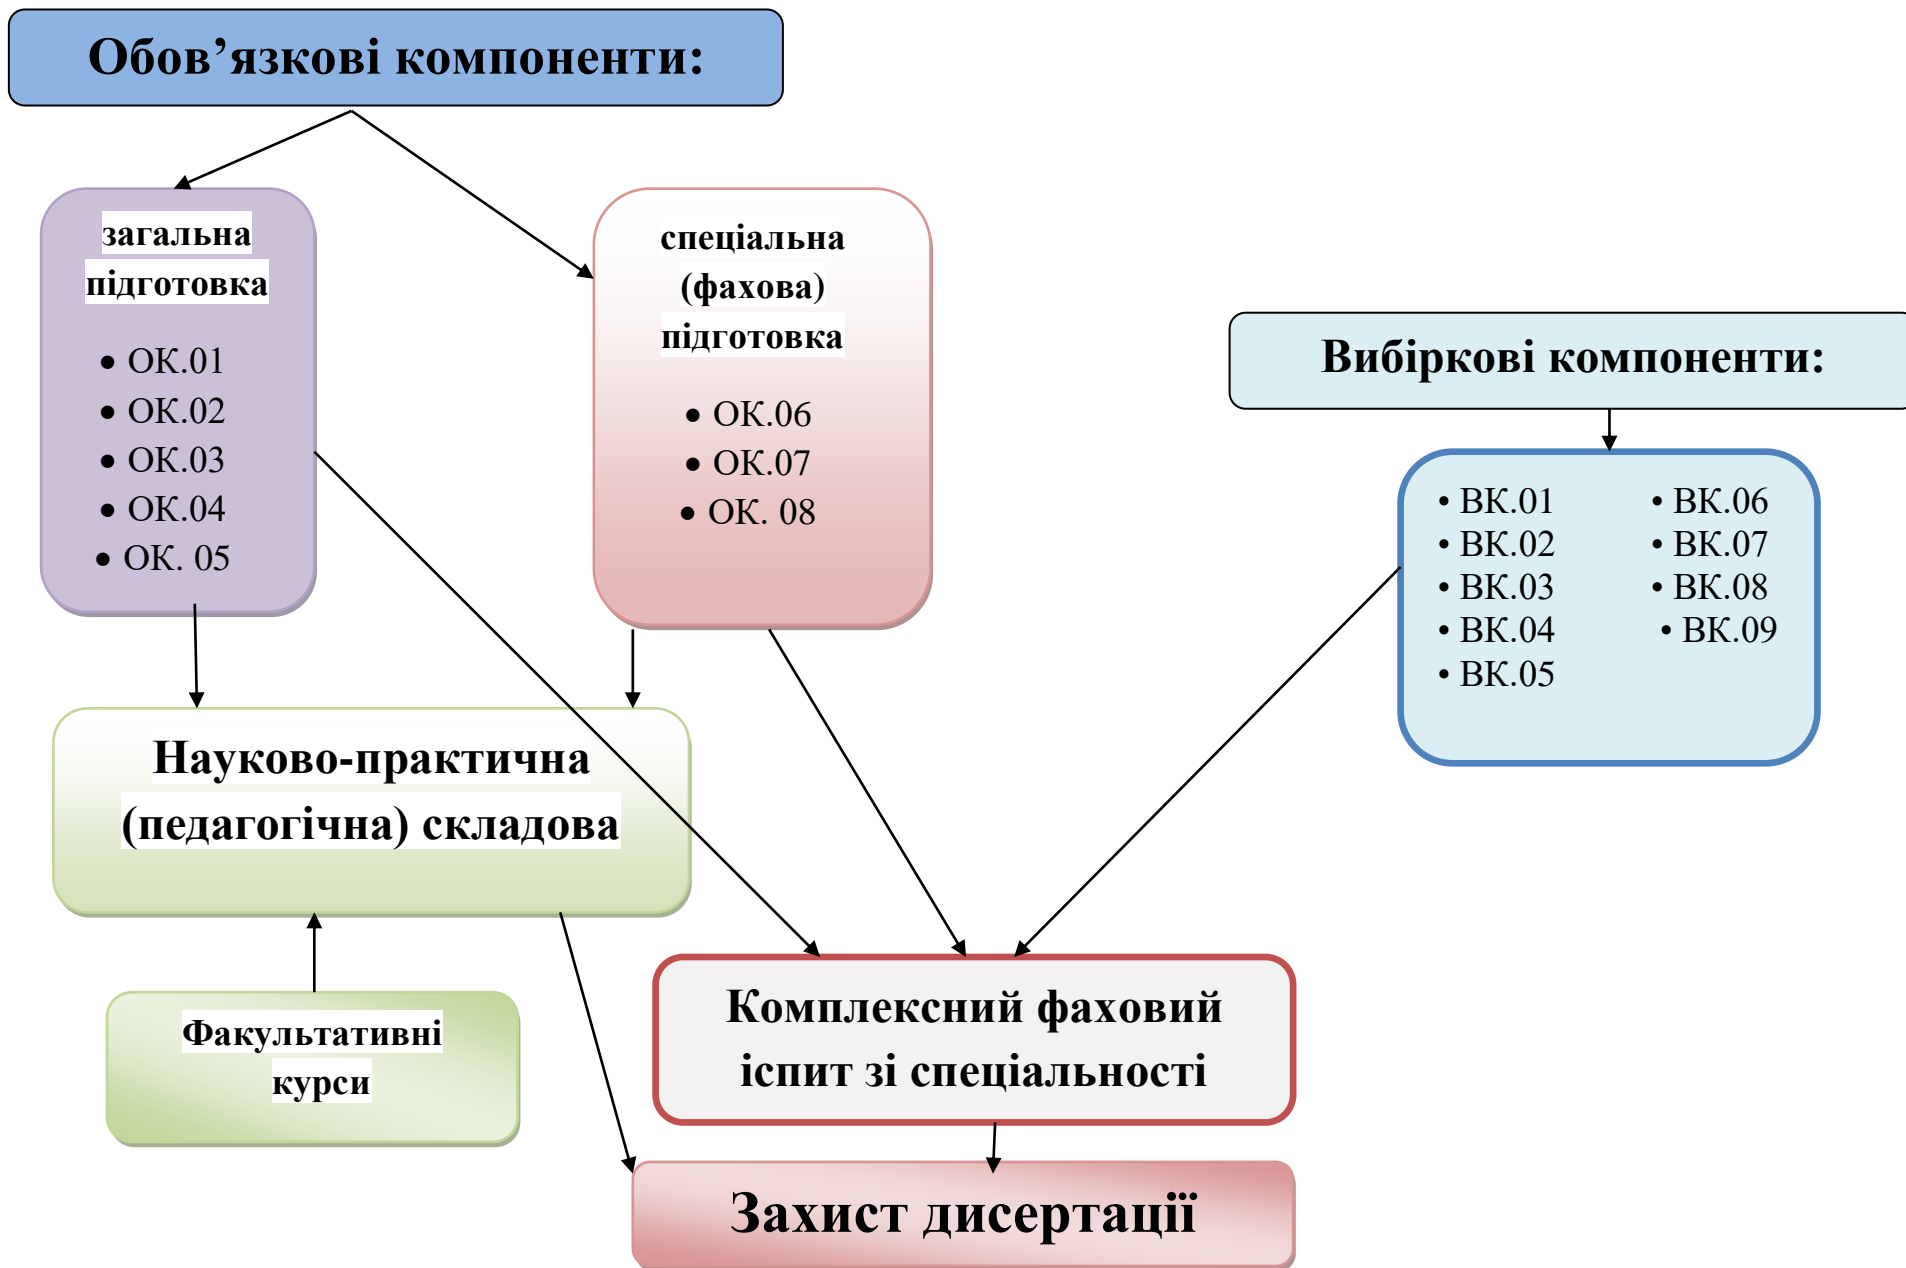 Обов’язкові компоненти:
загальна
підготовка
• ОК.01
• ОК.02
• ОК.03
• ОК.04
• ОК. 05
спеціальна
(фахова)
підготовка
• ОК.06
• ОК.07
• ОК. 08
Вибіркові компоненти:
• ВК.01
• ВК.02
• ВК.03
• ВК.04
• ВК.05
• ВК.06
• ВК.07
• ВК.08
• ВК.09
Науково-практична
(педагогічна) складова
Факультативні
курси
Комплексний фаховий
іспит зі спеціальності
Захист дисертації